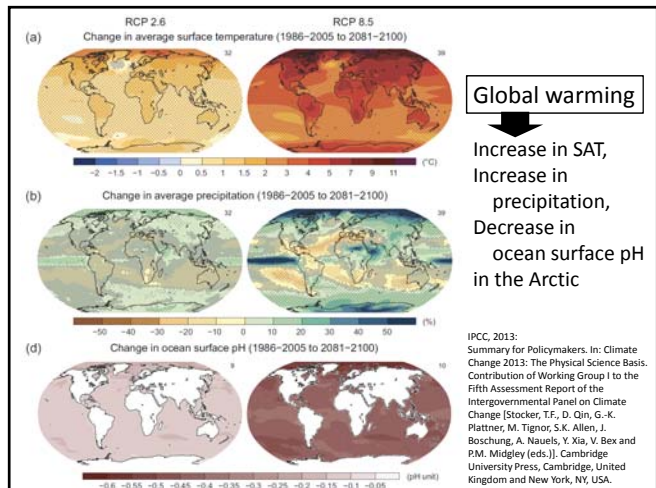 RCP 2.6
RCP 8.5
(a)
Change in average surface temperature (1986−2005 to 2081−2100)
32
39
−2 −1.5 −1 −0.5 0 0.5 1 1.5 2 3 4 5 7 9 11
(°C)
(b)
Change in average precipitation (1986−2005 to 2081−2100)
32
39
−50 −40 −30 −20 −10 0 10 20 30 40 50
(%)
(d)
Change in ocean surface pH (1986−2005 to 2081−2100)
9
10
−0.6 −0.55 −0.5 −0.45 −0.4 −0.35 −0.3 −0.25 −0.2 −0.15 −0.1 −0.05
(pH unit)
Global warming
Increase in SAT,
Increase in
precipitation,
Decrease in
ocean surface pH
in the Arctic
IPCC, 2013:
Summary for Policymakers. In: Climate
Change 2013: The Physical Science Basis.
Contribution of Working Group I to the
Fifth Assessment Report of the
Intergovernmental Panel on Climate
Change [Stocker, T.F., D. Qin, G.-K.
Plattner, M. Tignor, S.K. Allen, J.
Boschung, A. Nauels, Y. Xia, V. Bex and
P.M. Midgley (eds.)]. Cambridge
University Press, Cambridge, United
Kingdom and New York, NY, USA.